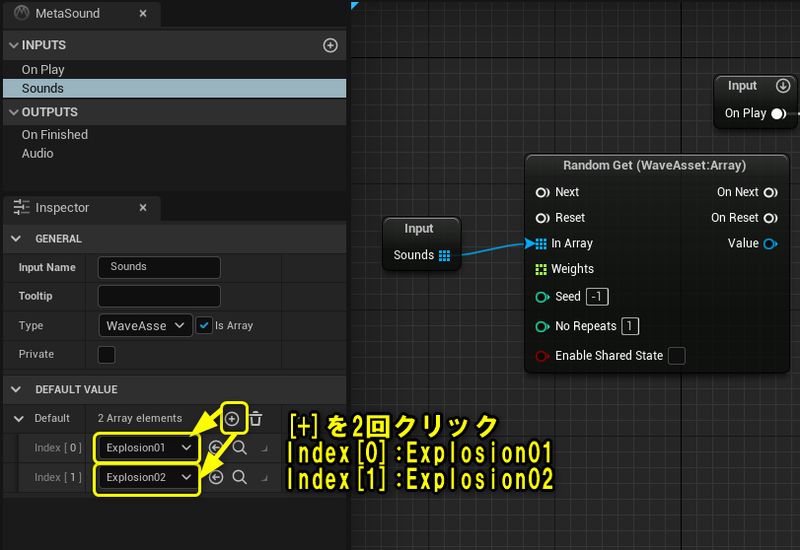 MetaSound
INPUTS
On Play
Sounds
OUTPUTS
On Finished
Audio
Inspector
GENERAL
Input Name Sounds
Tooltip
Type WaveAsse Is Array
Private
DEFAULT VALUE
Default 2 Array elements
Index [ 0 ] Explosion01
Index [ 1 ] Explosion02
[+]を2回クリック
Index[0]:Explosion01
Index[1]:Explosion02
Input
Sounds
Input
On Play
Random Get (WaveAsset:Array)
Next On Next
Reset On Reset
In Array Value
Weights
Seed -1
No Repeats 1
Enable Shared State